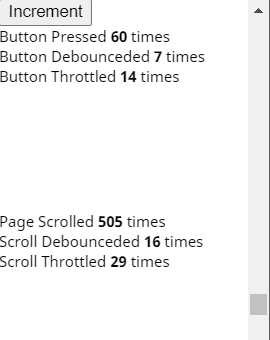 Increment
Button Pressed 60 times
Button Debounceded 7 times
Button Throttled 14 times
Page Scrolled 505 times
Scroll Debounceded 16 times
Scroll Throttled 29 times